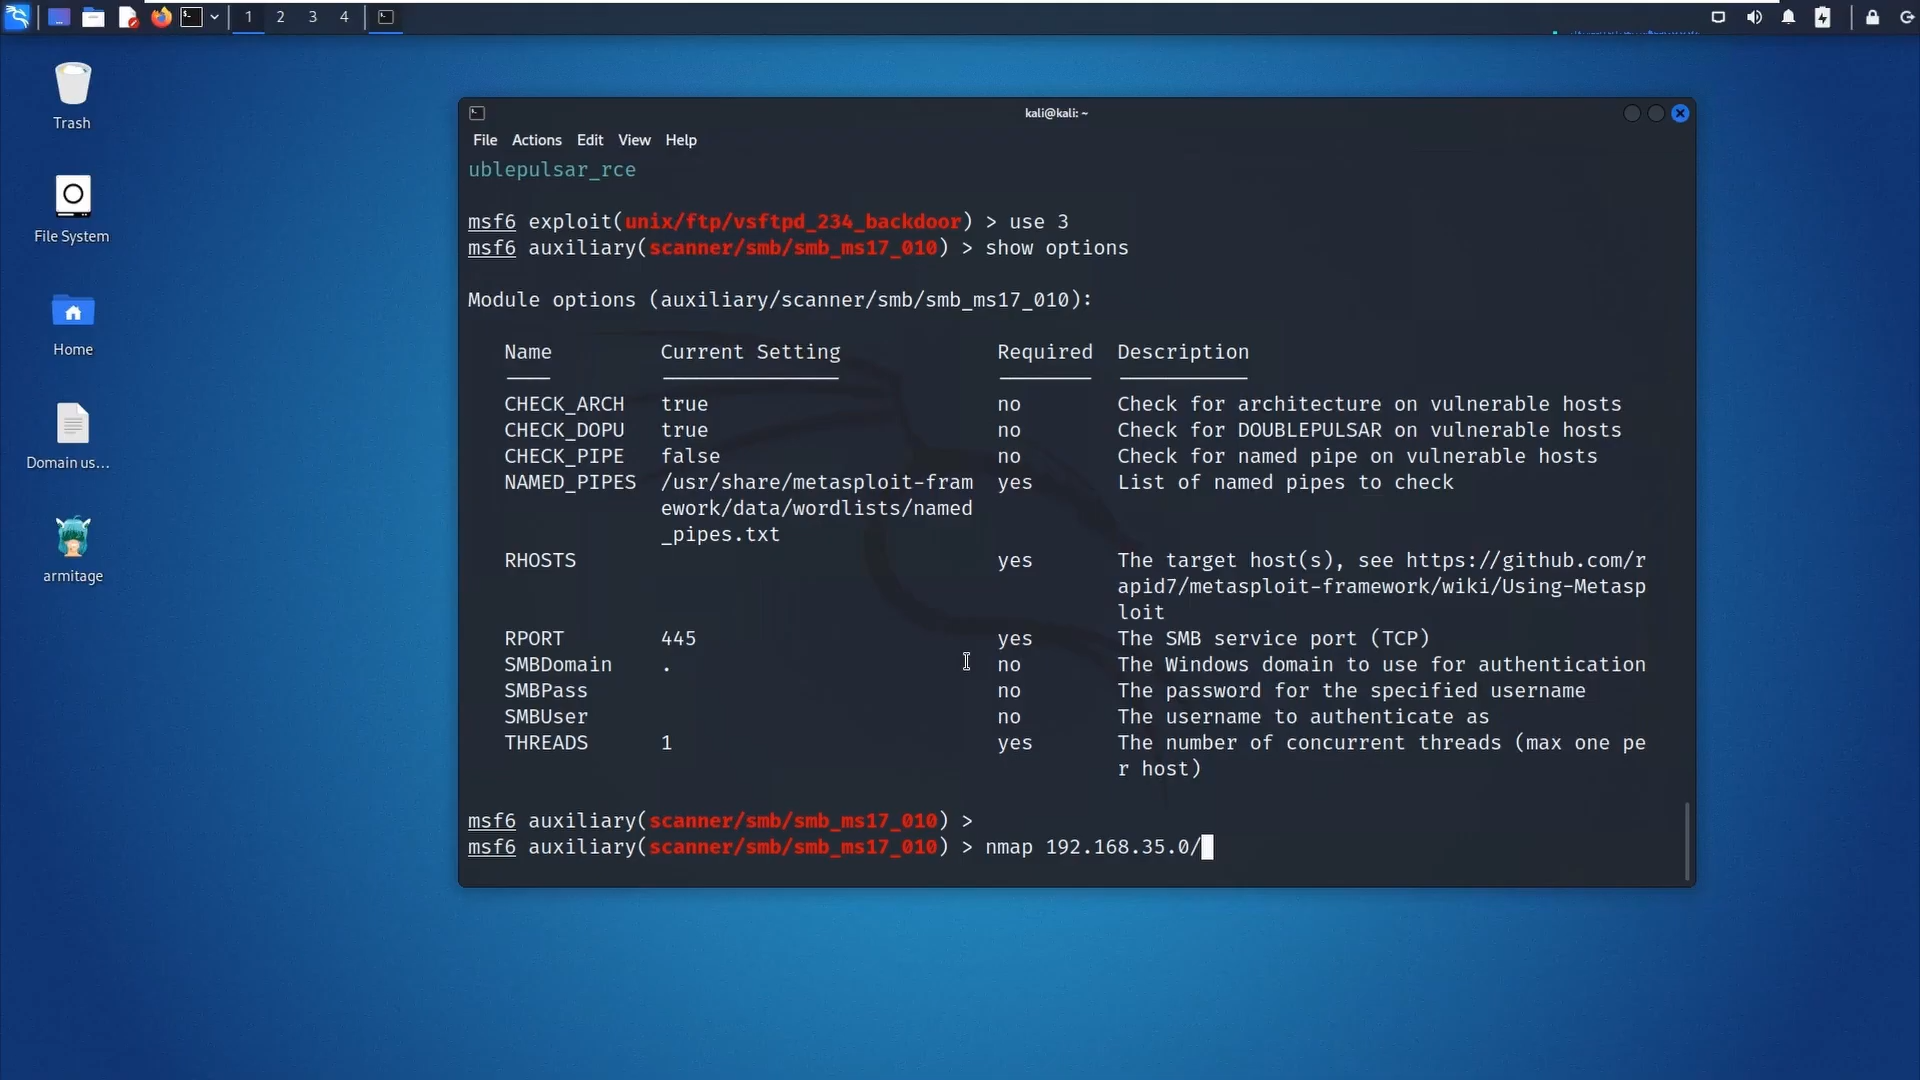 1 2 3 4
Trash
File System
Home
Domain us...
armitage
kali@kali: ~
File Actions Edit View Help
ublepulsar_rce
msf6 exploit(unix/ftp/vsftpd_234_backdoor) > use 3
msf6 auxiliary(scanner/smb/smb_ms17_010) > show options
Module options (auxiliary/scanner/smb/smb_ms17_010):
Name Current Setting Required Description
CHECK_ARCH true no Check for architecture on vulnerable hosts
CHECK_DOPU true no Check for DOUBLEPULSAR on vulnerable hosts
CHECK_PIPE false no Check for named pipe on vulnerable hosts
NAMED_PIPES /usr/share/metasploit-fram yes List of named pipes to check
ework/data/wordlists/named
_pipes.txt
RHOSTS yes The target host(s), see https://github.com/r
apid7/metasploit-framework/wiki/Using-Metasp
loit
RPORT 445 yes The SMB service port (TCP)
SMBDomain . no The Windows domain to use for authentication
SMBPass no The password for the specified username
SMBUser no The username to authenticate as
THREADS 1 yes The number of concurrent threads (max one pe
r host)
msf6 auxiliary(scanner/smb/smb_ms17_010) >
msf6 auxiliary(scanner/smb/smb_ms17_010) > nmap 192.168.35.0/